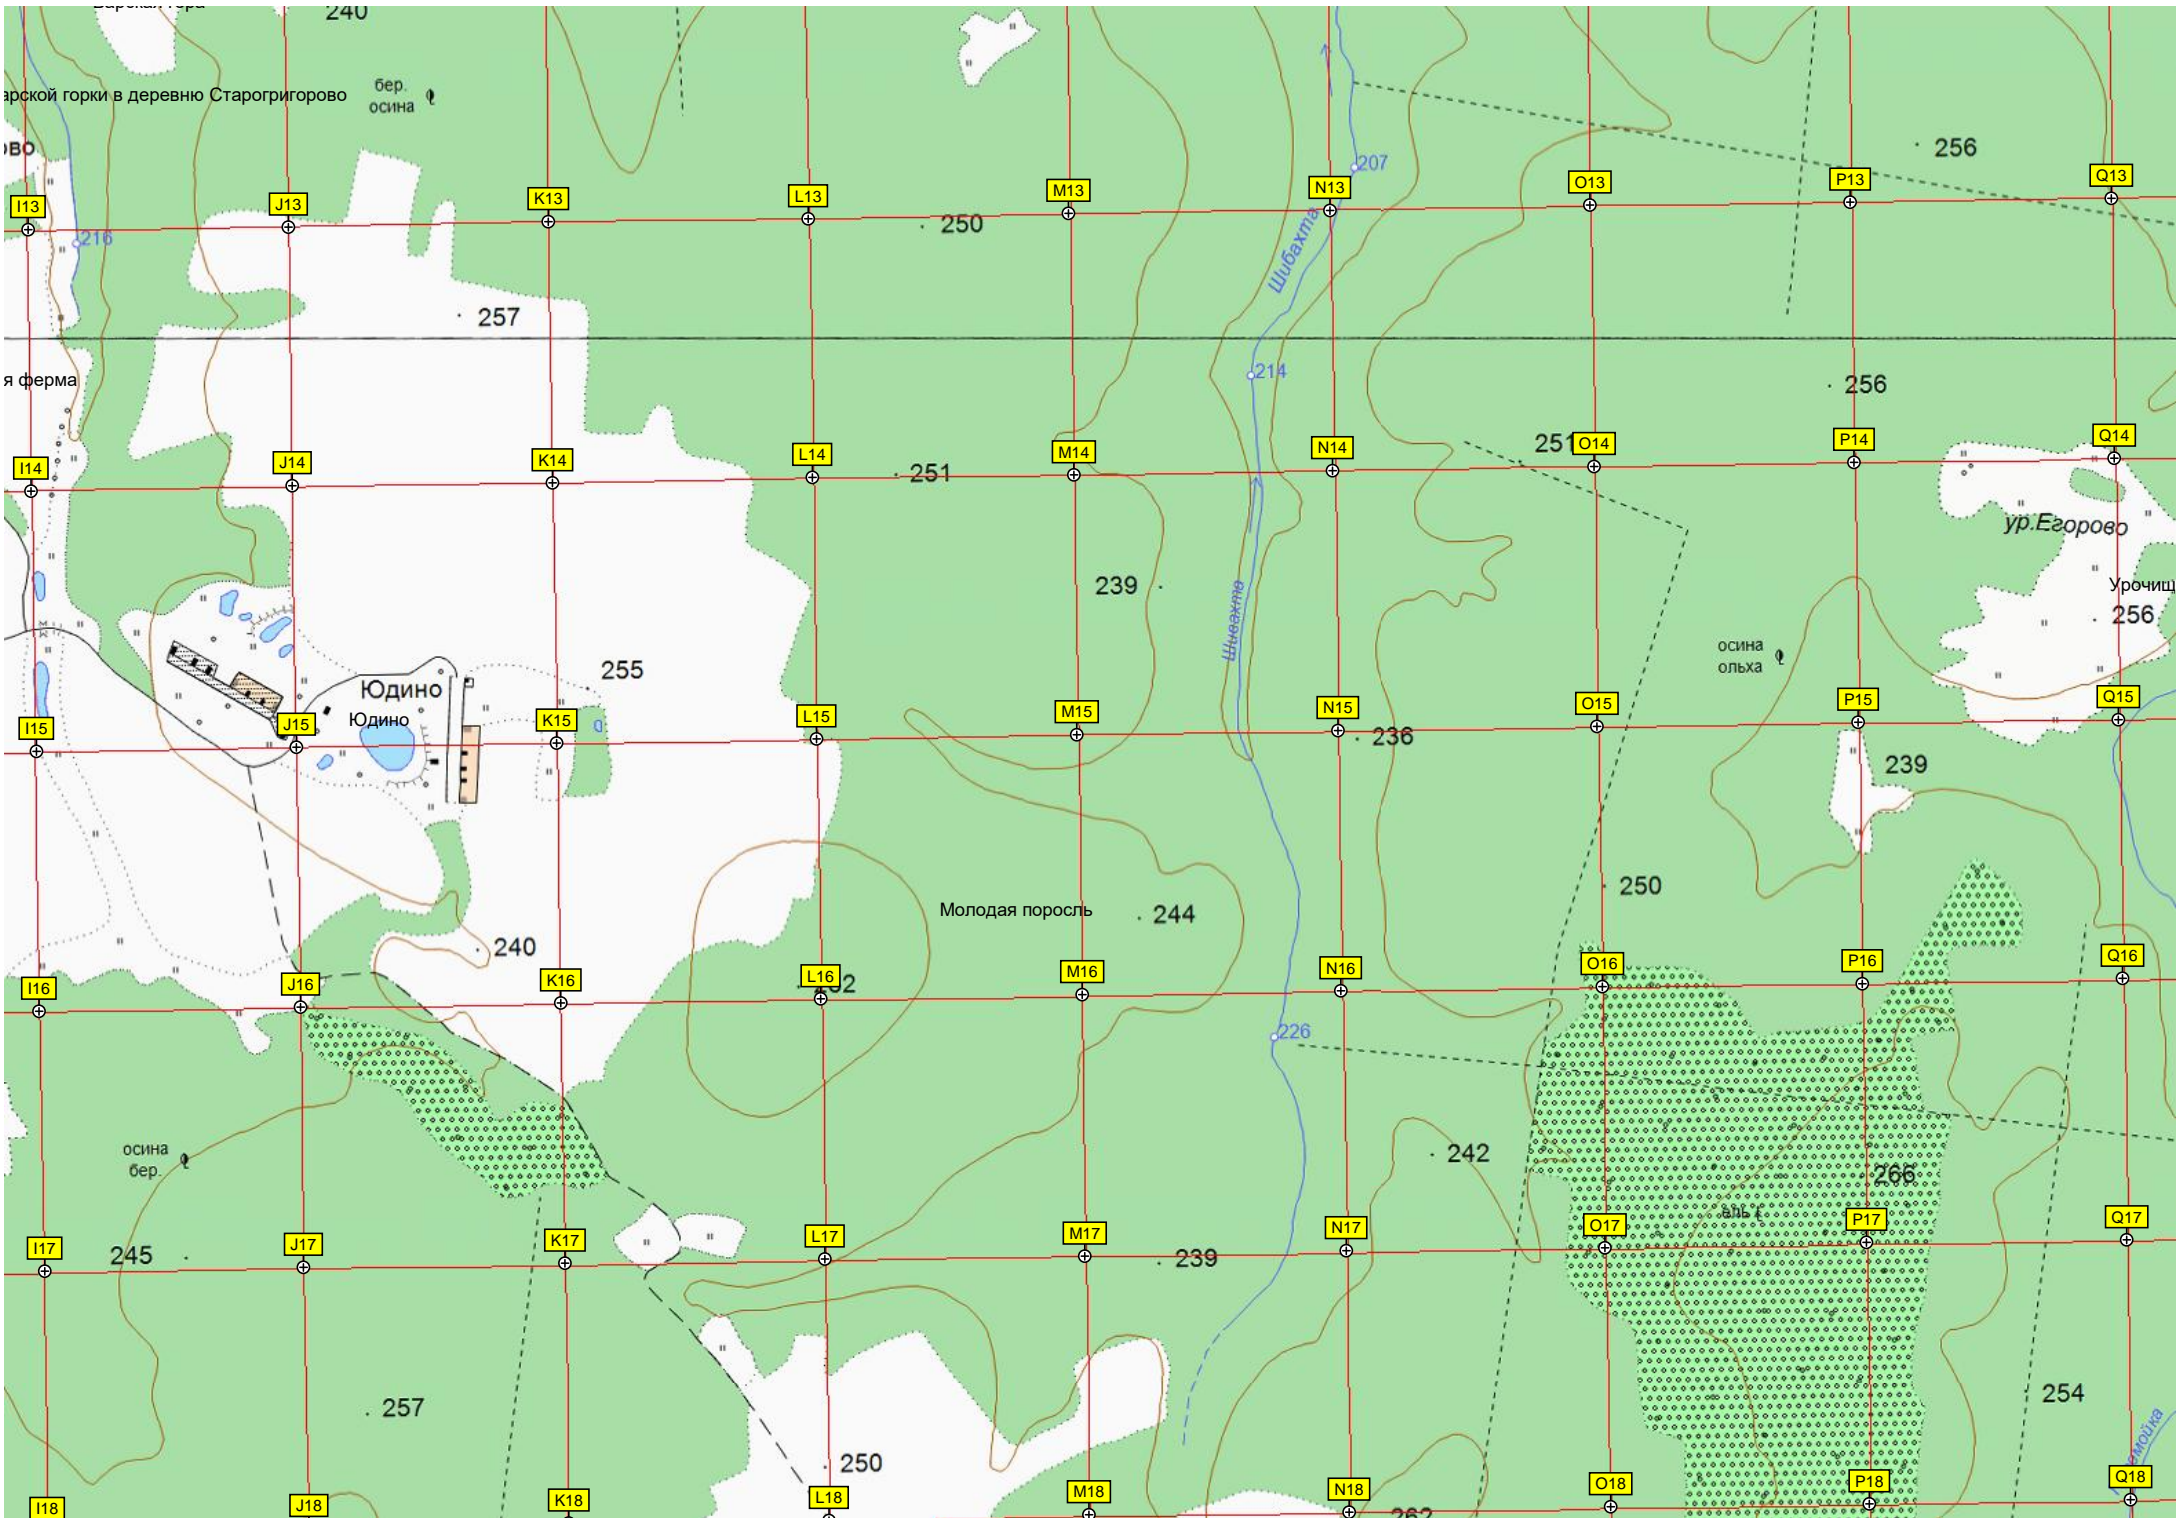 240
бер.
осина
арской горки в деревню Старогригорово
ово
256
207
I13
J13
K13
L13
M13
N13
O13
P13
Q13
216
250
Шибахта
257
214
я ферма
256
251
I14
J14
K14
L14
M14
N14
O14
P14
Q14
251
ур.Егорово
239
Шивахта
Урочищ
256
осина
ольха
255
Юдино
Юдино
I15
J15
K15
L15
M15
N15
O15
P15
Q15
236
239
250
Молодая поросль
244
240
I16
J16
K16
L16
M16
N16
O16
P16
Q16
226
осина
бер.
242
266
ель
I17
J17
K17
L17
M17
N17
O17
P17
Q17
245
239
257
254
250
I18
J18
K18
L18
M18
N18
O18
P18
Q18
262